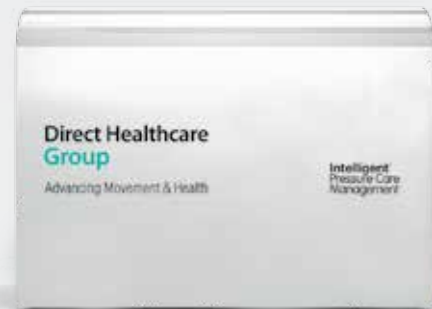 Direct Healthcare
Group
Advancing Movement & Health
Intelligent
Pressure Care
Management